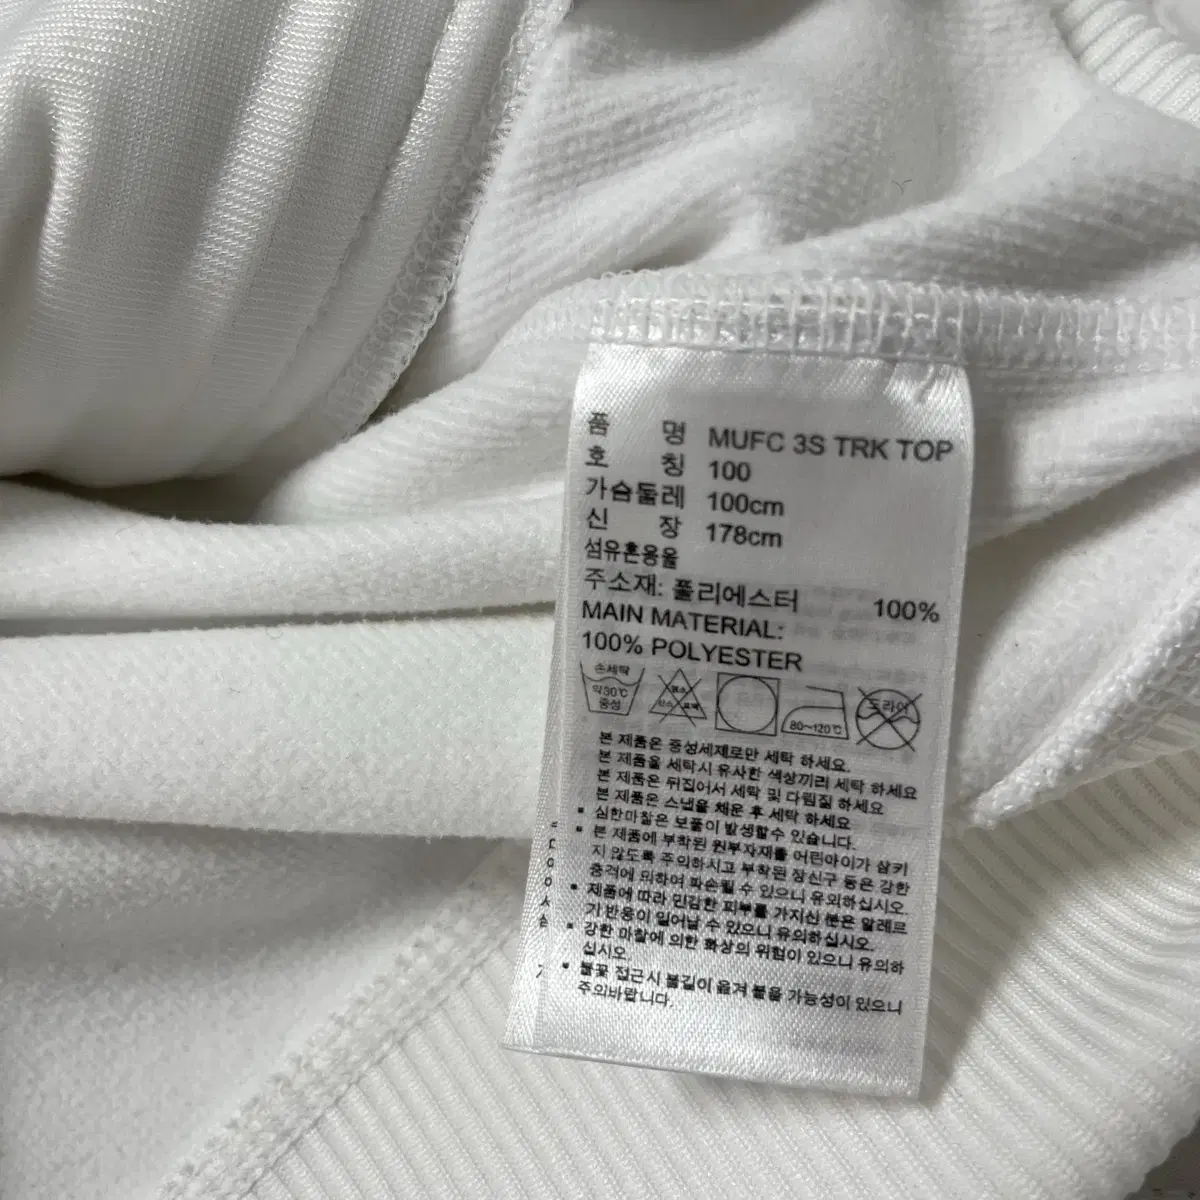 품 명 MUFC 3S TRK TOP
호 칭 100
가슴둘레 100cm
신 장 178cm
섬유혼용율
주소재: 폴리에스터 100%
MAIN MATERIAL:
100% POLYESTER
손세탁
약30℃
중성
염소
산소 표백
80~120℃
드라이
본 제품은 중성세제로만 세탁 하세요.
본 제품을 세탁시 유사한 색상끼리 세탁 하세요
본 제품은 뒤집어서 세탁 및 다림질 하세요
본 제품은 스냅을 채운 후 세탁 하세요
▪ 심한마찰은 보풀이 발생할수 있습니다.
▪ 본 제품에 부착된 원부자재를 어린아이가 삼키
지 않도록 주의하시고 부착된 장신구 등은 강한
충격에 의하여 파손될 수 있으니 유의하십시오.
▪ 제품에 따라 민감한 피부를 가지신 분은 알레르
기 반응이 일어날 수 있으니 유의하십시오.
▪ 강한 마찰에 의한 화상의 위험이 있으니 유의하
십시오.
▪ 불꽃 접근시 불길이 옮겨 붙을 가능성이 있으니
주의바랍니다.